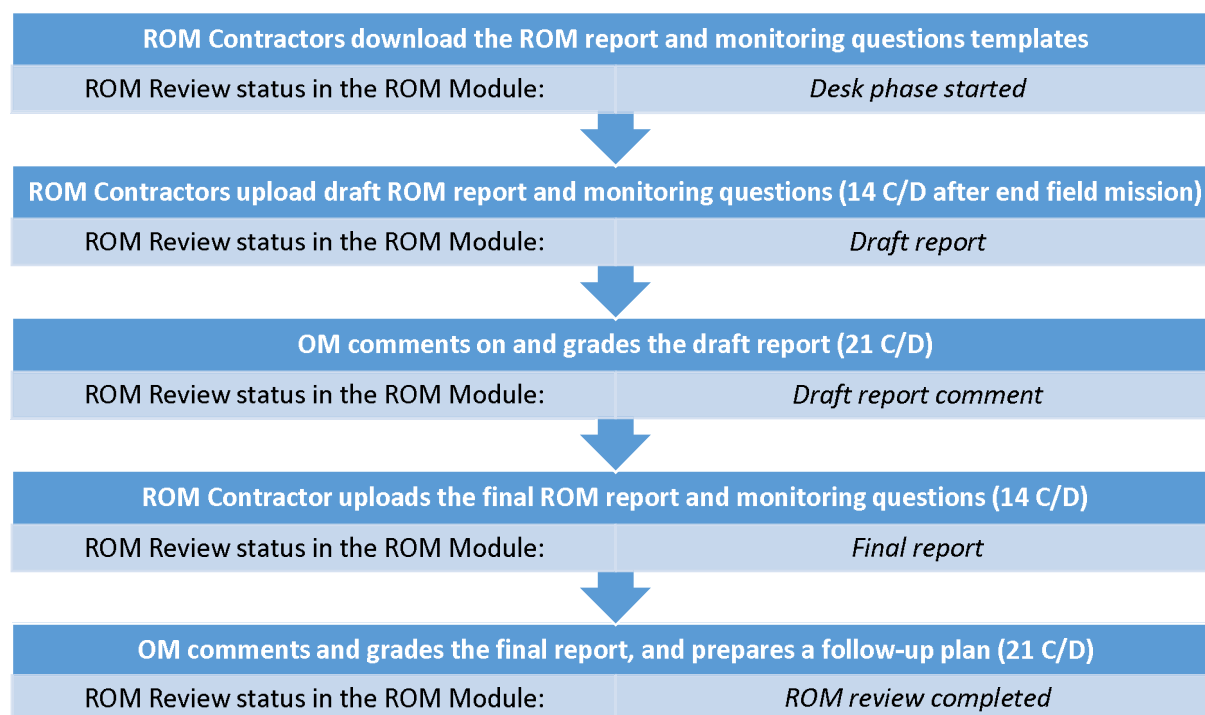 ROM Contractors download the ROM report and monitoring questions templates
ROM Review status in the ROM Module: Desk phase started
ROM Contractors upload draft ROM report and monitoring questions (14 C/D after end field mission)
ROM Review status in the ROM Module: Draft report
OM comments on and grades the draft report (21 C/D)
ROM Review status in the ROM Module: Draft report comment
ROM Contractor uploads the final ROM report and monitoring questions (14 C/D)
ROM Review status in the ROM Module: Final report
OM comments and grades the final report, and prepares a follow-up plan (21 C/D)
ROM Review status in the ROM Module: ROM review completed